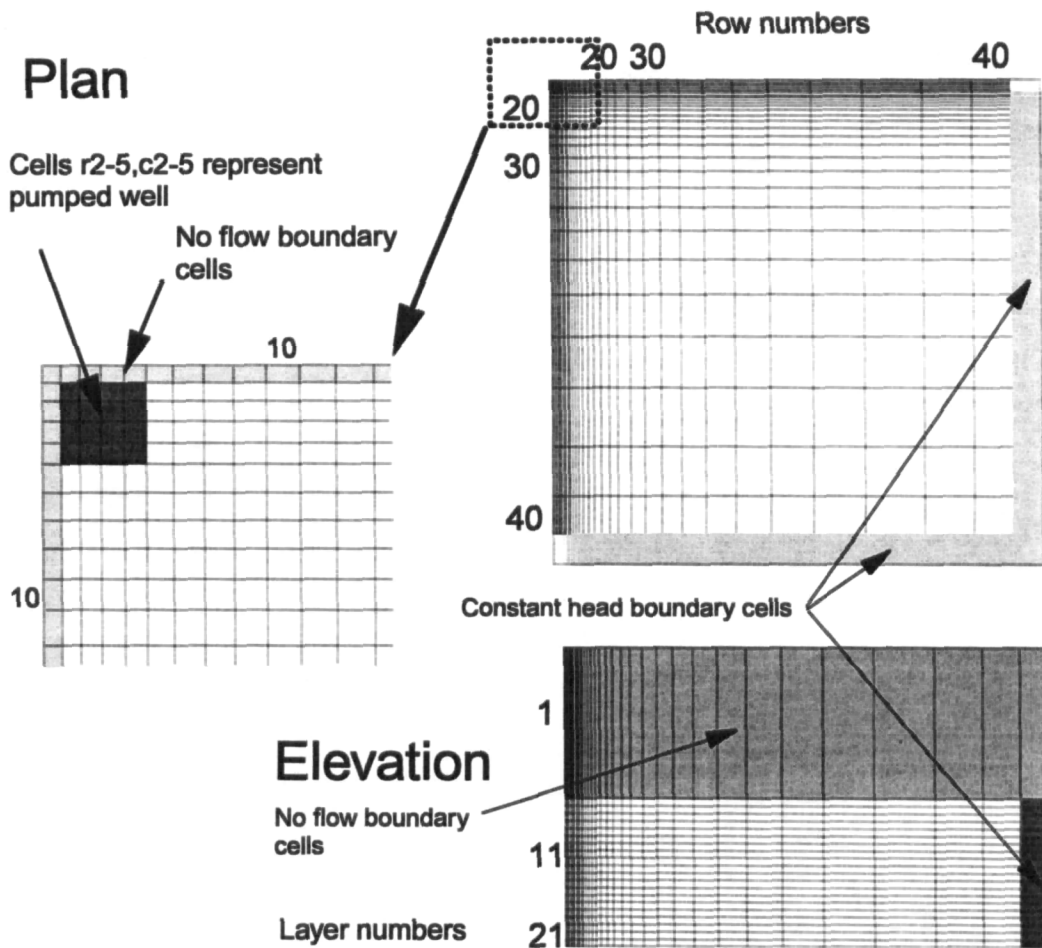 Row numbers
20 30 40
Plan
20
Cells r2-5,c2-5 represent
pumped well
30
No flow boundary
cells
10
40
10
Constant head boundary cells
1
Elevation
No flow boundary
cells
11
Layer numbers
21